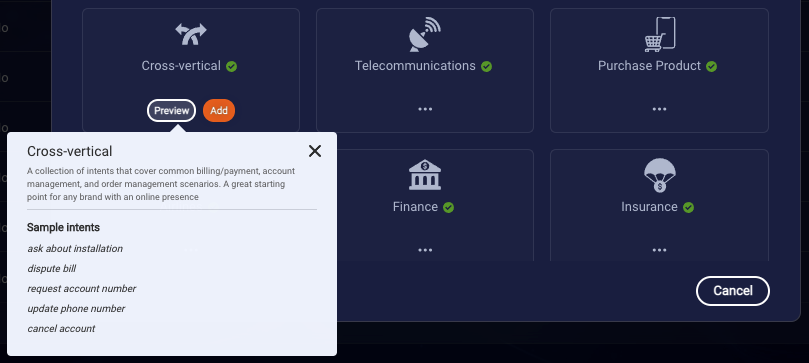 Cross-vertical
Telecommunications
Purchase Product
Preview
Add
...
...
Cross-vertical
A collection of intents that cover common billing/payment, account
management, and order management scenarios. A great starting
point for any brand with an online presence
Sample intents
ask about installation
dispute bill
request account number
update phone number
cancel account
Finance
Insurance
...
...
Cancel